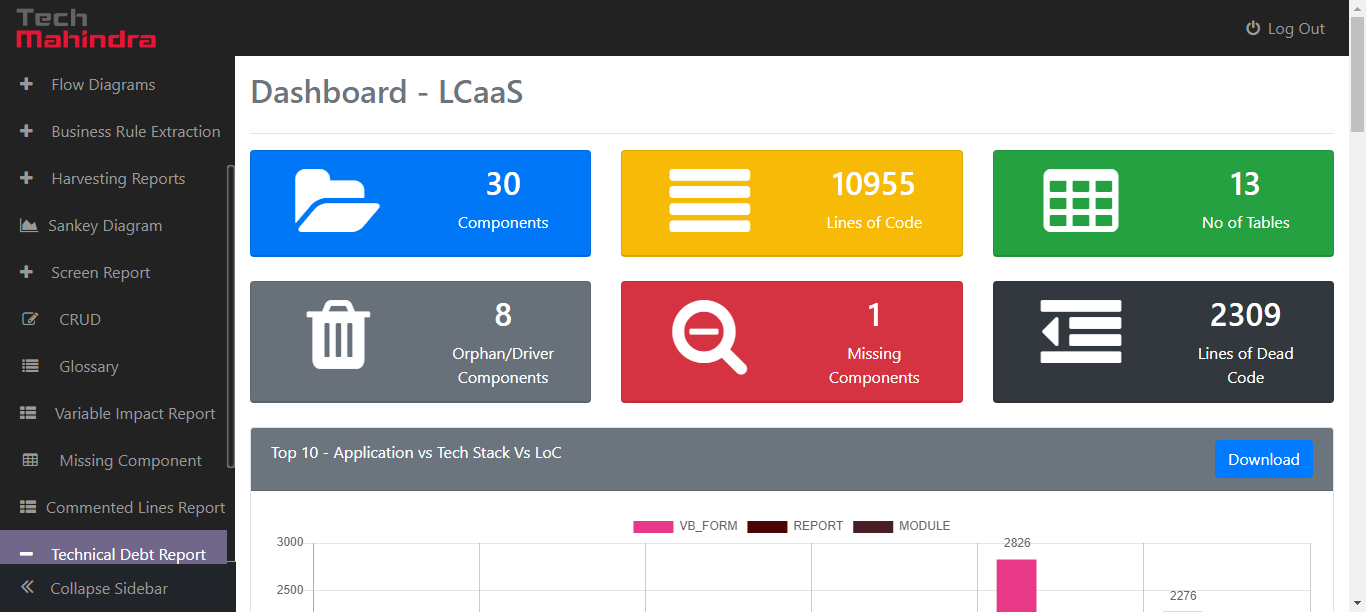 Tech
Mahindra
Log Out
Flow Diagrams
Business Rule Extraction
Harvesting Reports
Sankey Diagram
Screen Report
CRUD
Glossary
Variable Impact Report
Missing Component
Commented Lines Report
Technical Debt Report
Collapse Sidebar
Dashboard - LCaaS
30
Components
10955
Lines of Code
13
No of Tables
8
Orphan/Driver
Components
1
Missing
Components
2309
Lines of Dead
Code
Top 10 - Application vs Tech Stack Vs LoC
Download
VB_FORM REPORT MODULE
3000
2826
2500
2276